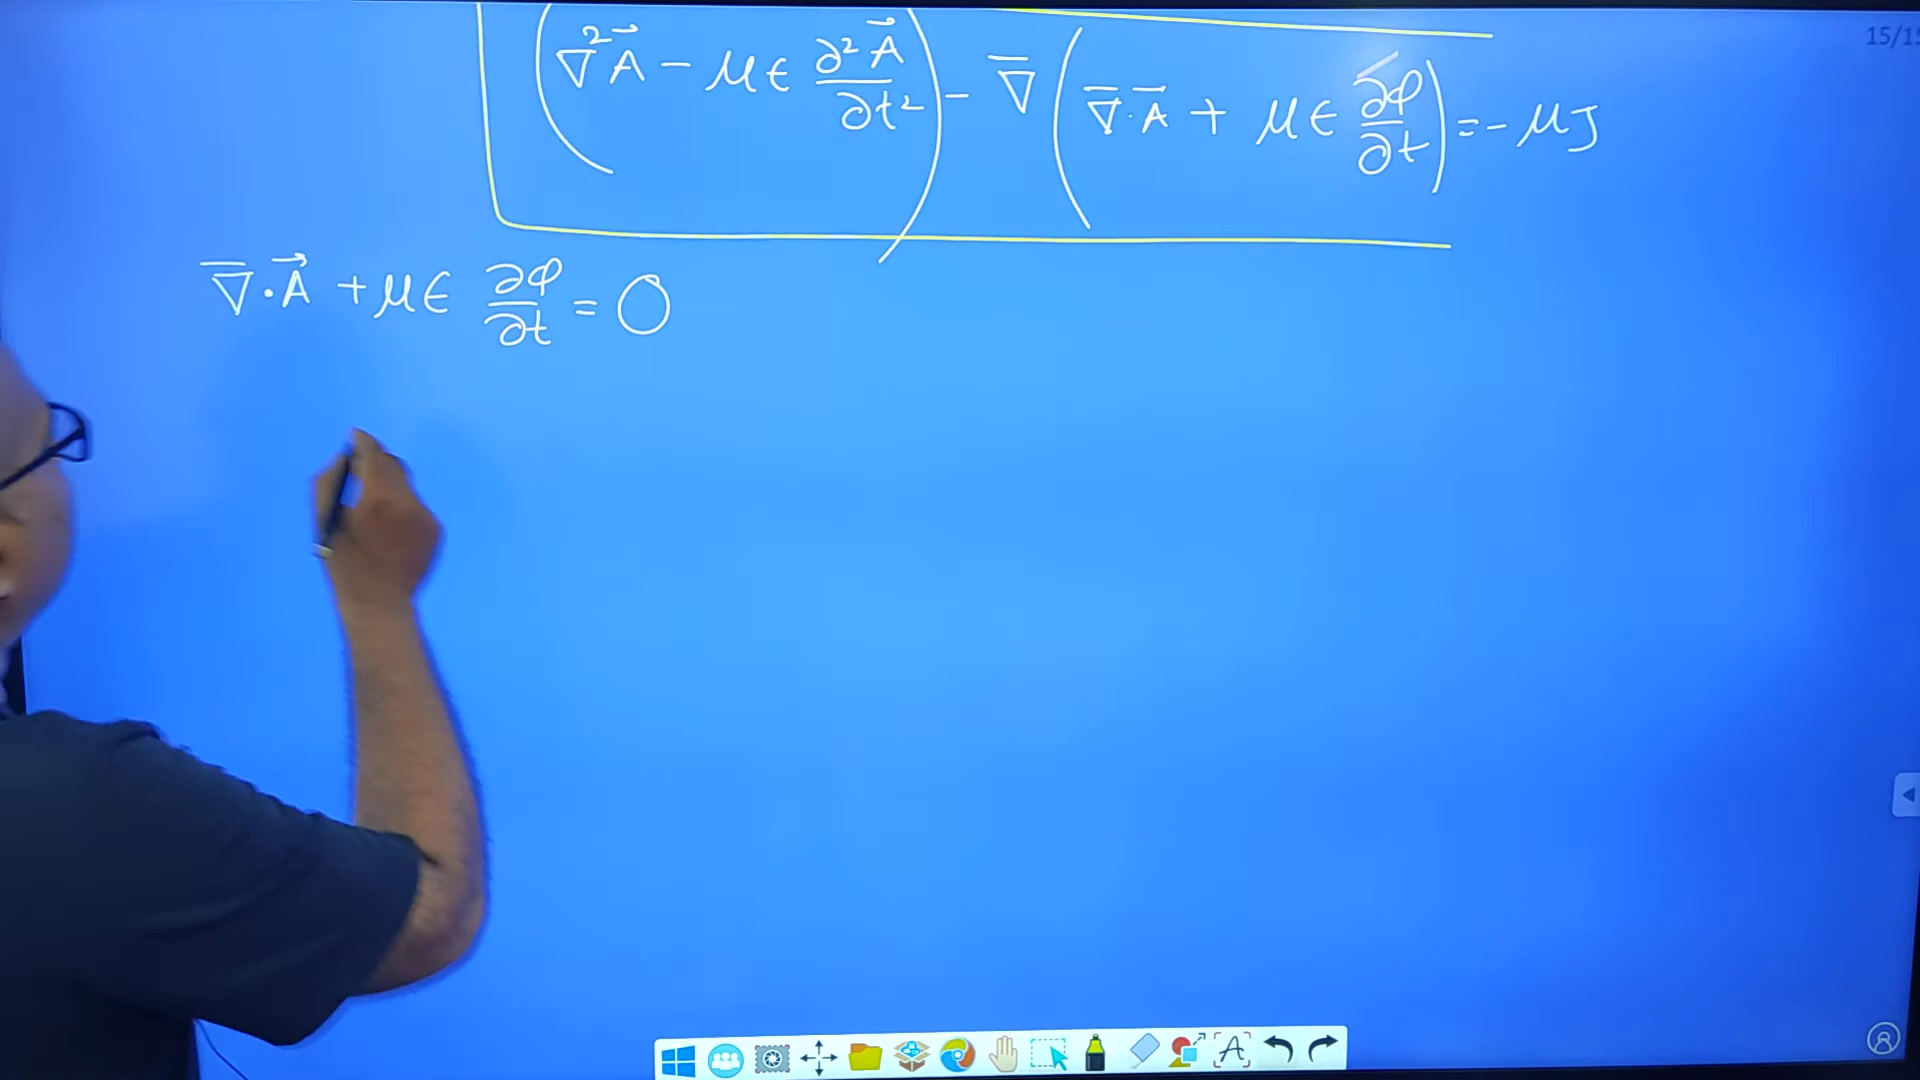 (∇²A⃗ − με ∂²A⃗/∂t²) − ∇̅(∇̅·A⃗ + με ∂φ/∂t) = −μJ
∇̅·A⃗ + με ∂φ/∂t = 0